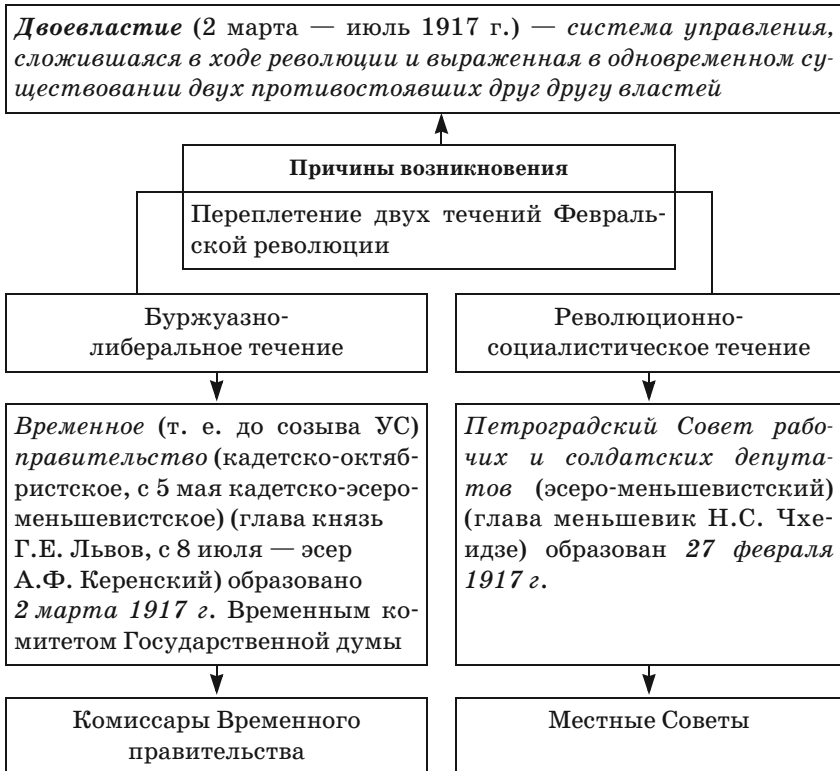 Двоевластие (2 марта — июль 1917 г.) — система управления,
сложившаяся в ходе революции и выраженная в одновременном су-
ществовании двух противостоявших друг другу властей
Причины возникновения
Переплетение двух течений Февраль-
ской революции
Буржуазно-
либеральное течение
Временное (т. е. до созыва УС)
правительство (кадетско-октяб-
ристское, с 5 мая кадетско-эсеро-
меньшевистское) (глава князь
Г.Е. Львов, с 8 июля — эсер
А.Ф. Керенский) образовано
2 марта 1917 г. Временным ко-
митетом Государственной думы
Комиссары Временного
правительства
Революционно-
социалистическое течение
Петроградский Совет рабо-
чих и солдатских депута-
тов (эсеро-меньшевистский)
(глава меньшевик Н.С. Чхе-
идзе) образован 27 февраля
1917 г.
Местные Советы